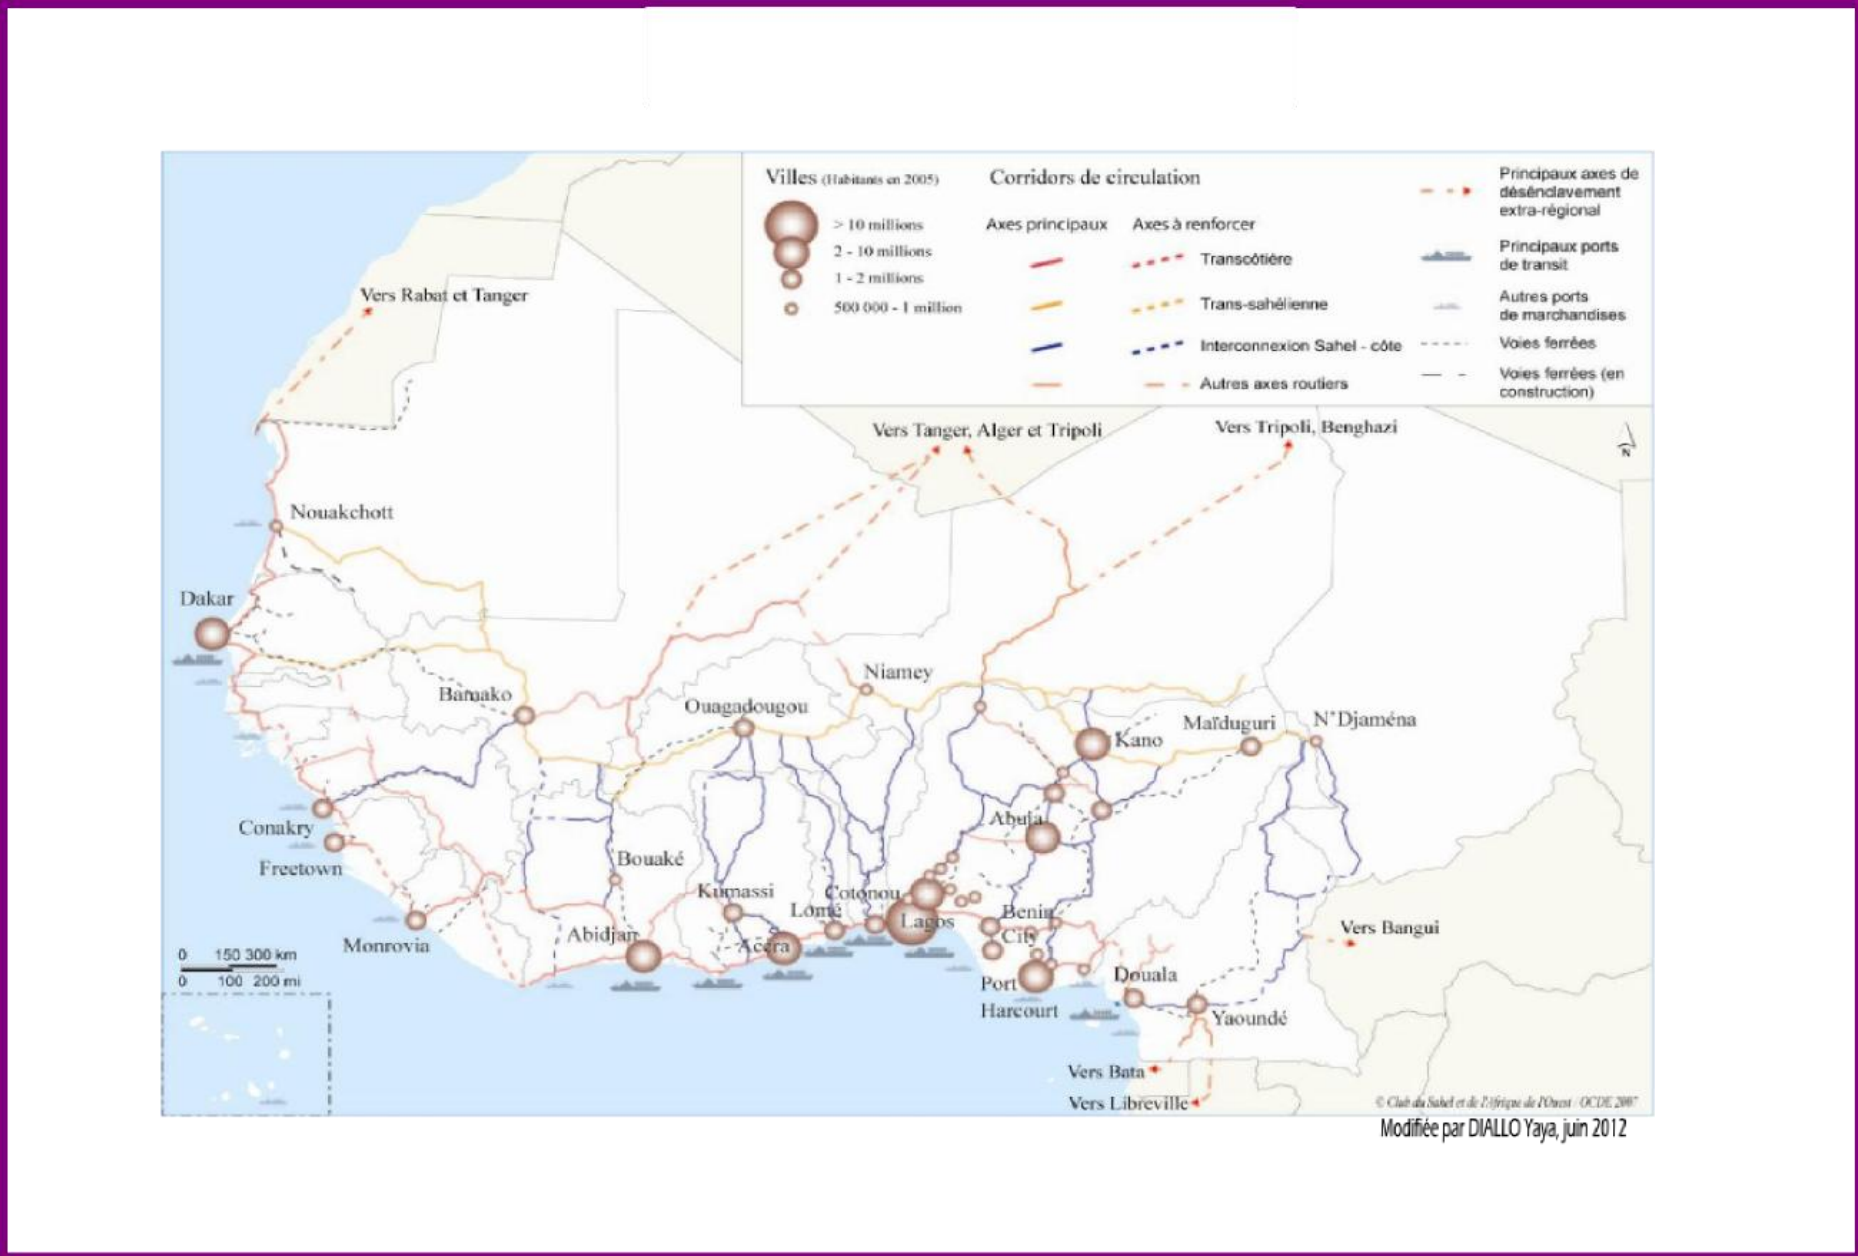 Villes (Habitants en 2005)
> 10 millions
2 - 10 millions
1 - 2 millions
500 000 - 1 million
Corridors de circulation
Axes principaux
Axes à renforcer
Transcôtière
Trans-sahélienne
Interconnexion Sahel - côte
Autres axes routiers
Principaux axes de
désenclavement
extra-régional
Principaux ports
de transit
Autres ports
de marchandises
Voies ferrées
Voies ferrées (en
construction)
Vers Rabat et Tanger
Vers Tanger, Alger et Tripoli
Vers Tripoli, Benghazi
N
Nouakchott
Dakar
Bamako
Niamey
Ouagadougou
Maïduguri
N'Djaména
Kano
Conakry
Freetown
Abuja
Bouaké
Kumassi
Cotonou
Lomé
Lagos
Benin
City
Abidjan
Accra
Monrovia
Vers Bangui
0 150 300 km
0 100 200 mi
Port
Harcourt
Douala
Yaoundé
Vers Bata
Vers Libreville
© Club du Sahel et de l'Afrique de l'Ouest / OCDE 2007
Modifiée par DIALLO Yaya, juin 2012